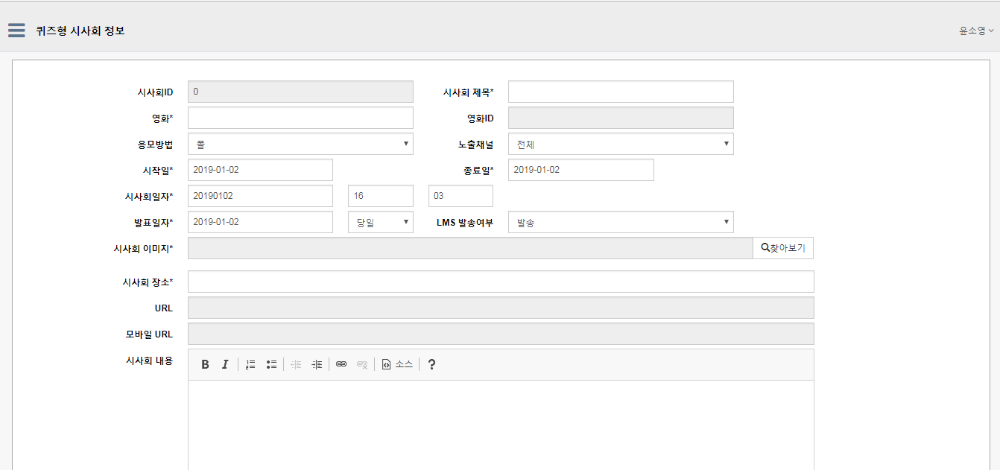 퀴즈형 시사회 정보
윤소영
시사회ID 0 시사회 제목*
영화* 영화ID
응모방법 폴 노출채널 전체
시작일* 2019-01-02 종료일* 2019-01-02
시사회일자* 20190102 16 03
발표일자* 2019-01-02 당일 LMS 발송여부 발송
시사회 이미지* 찾아보기
시사회 장소*
URL
모바일 URL
시사회 내용 B I 소스 ?